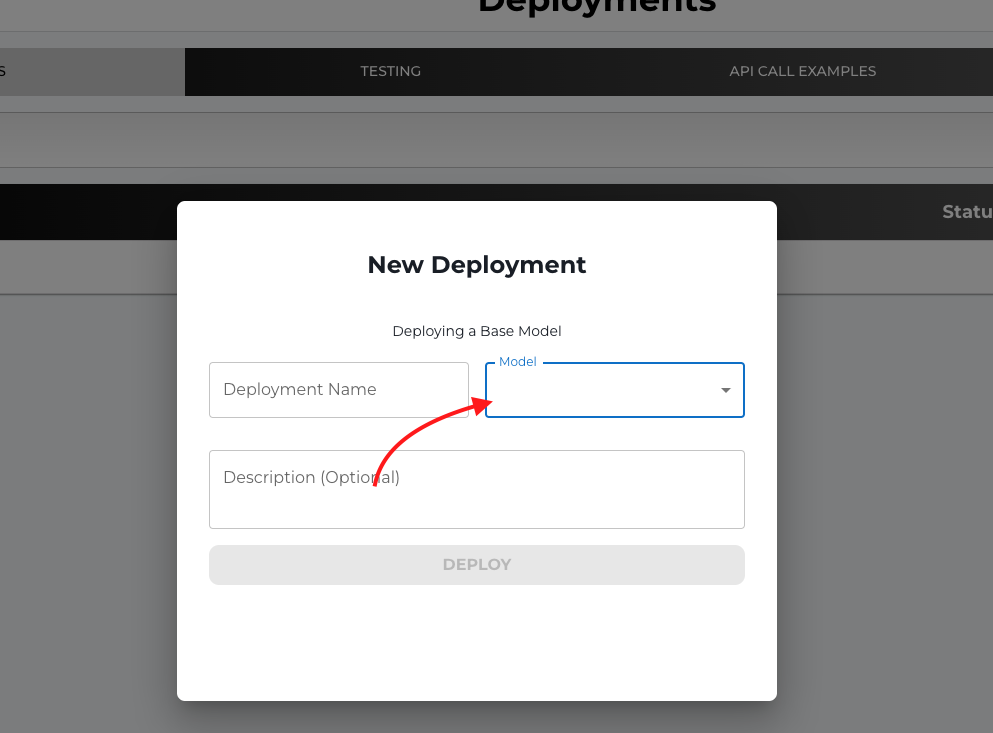 Deployments
S
TESTING
API CALL EXAMPLES
Statu
New Deployment
Deploying a Base Model
Model
Deployment Name
Description (Optional)
DEPLOY